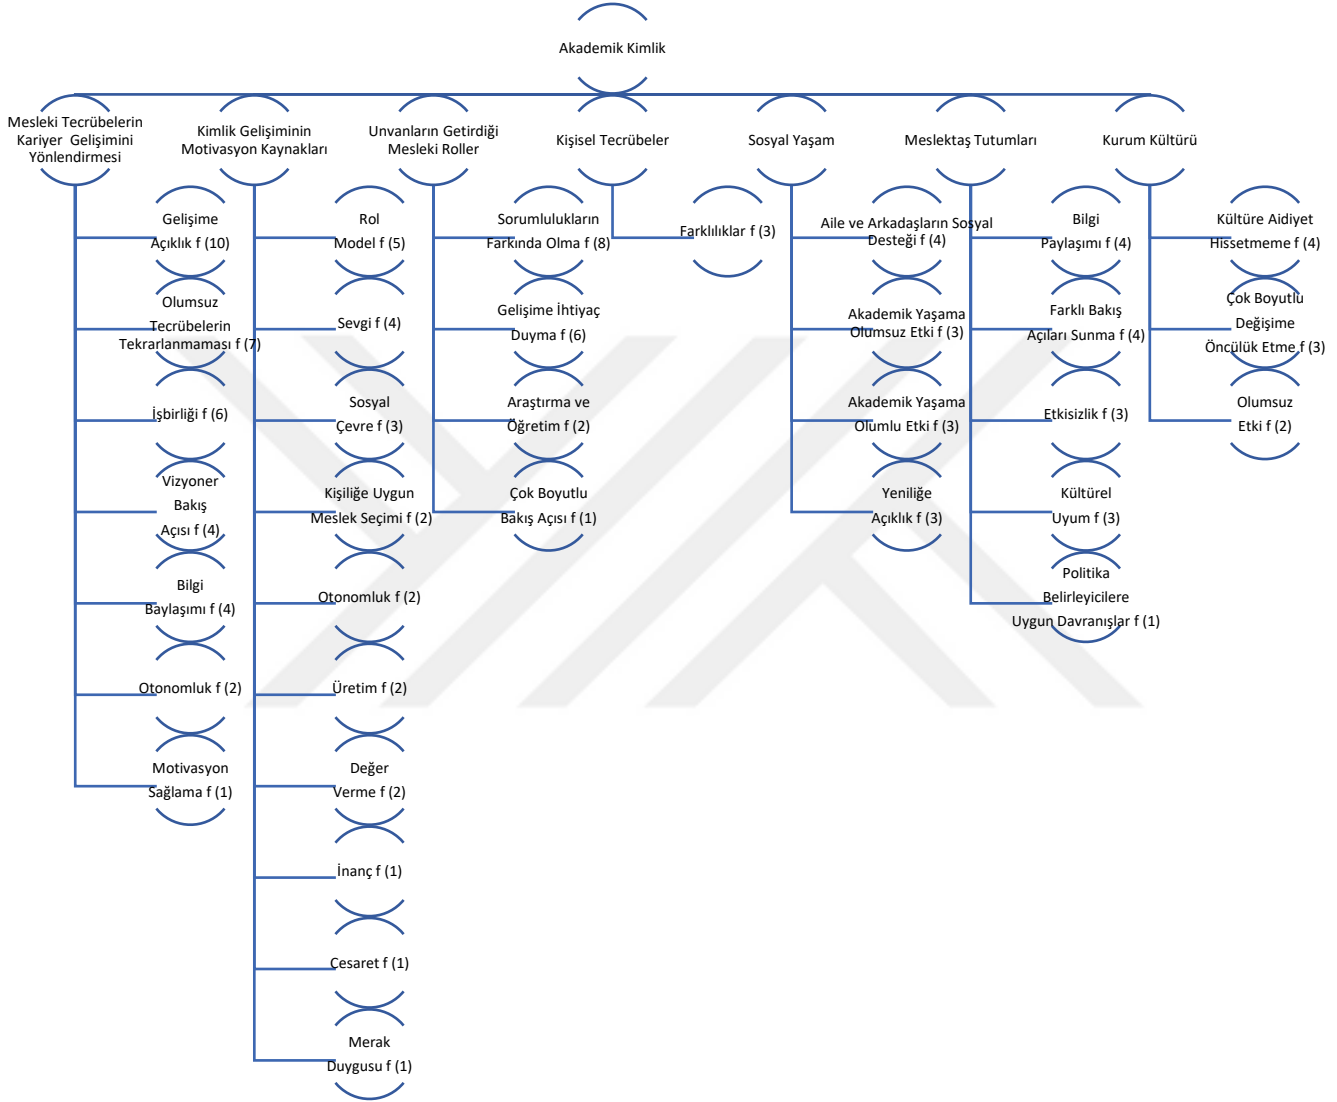 Akademik Kimlik
Mesleki Tecrübelerin
Kariyer Gelişimini
Yönlendirmesi
Gelişime
Açıklık f (10)
Olumsuz
Tecrübelerin
Tekrarlanmaması f (7)
İşbirliği f (6)
Vizyoner
Bakış
Açısı f (4)
Bilgi
Baylaşımı f (4)
Otonomluk f (2)
Motivasyon
Sağlama f (1)
Kimlik Gelişiminin
Motivasyon Kaynakları
Rol
Model f (5)
Sevgi f (4)
Sosyal
Çevre f (3)
Kişiliğe Uygun
Meslek Seçimi f (2)
Otonomluk f (2)
Üretim f (2)
Değer
Verme f (2)
İnanç f (1)
Cesaret f (1)
Merak
Duygusu f (1)
Unvanların Getirdiği
Mesleki Roller
Sorumlulukların
Farkında Olma f (8)
Gelişime İhtiyaç
Duyma f (6)
Araştırma ve
Öğretim f (2)
Çok Boyutlu
Bakış Açısı f (1)
Kişisel Tecrübeler
Farklılıklar f (3)
Sosyal Yaşam
Aile ve Arkadaşların Sosyal
Desteği f (4)
Akademik Yaşama
Olumsuz Etki f (3)
Akademik Yaşama
Olumlu Etki f (3)
Yeniliğe
Açıklık f (3)
Meslektaş Tutumları
Bilgi
Paylaşımı f (4)
Farklı Bakış
Açıları Sunma f (4)
Etkisizlik f (3)
Kültürel
Uyum f (3)
Politika
Belirleyicilere
Uygun Davranışlar f (1)
Kurum Kültürü
Kültüre Aidiyet
Hissetmeme f (4)
Çok Boyutlu
Değişime
Öncülük Etme f (3)
Olumsuz
Etki f (2)